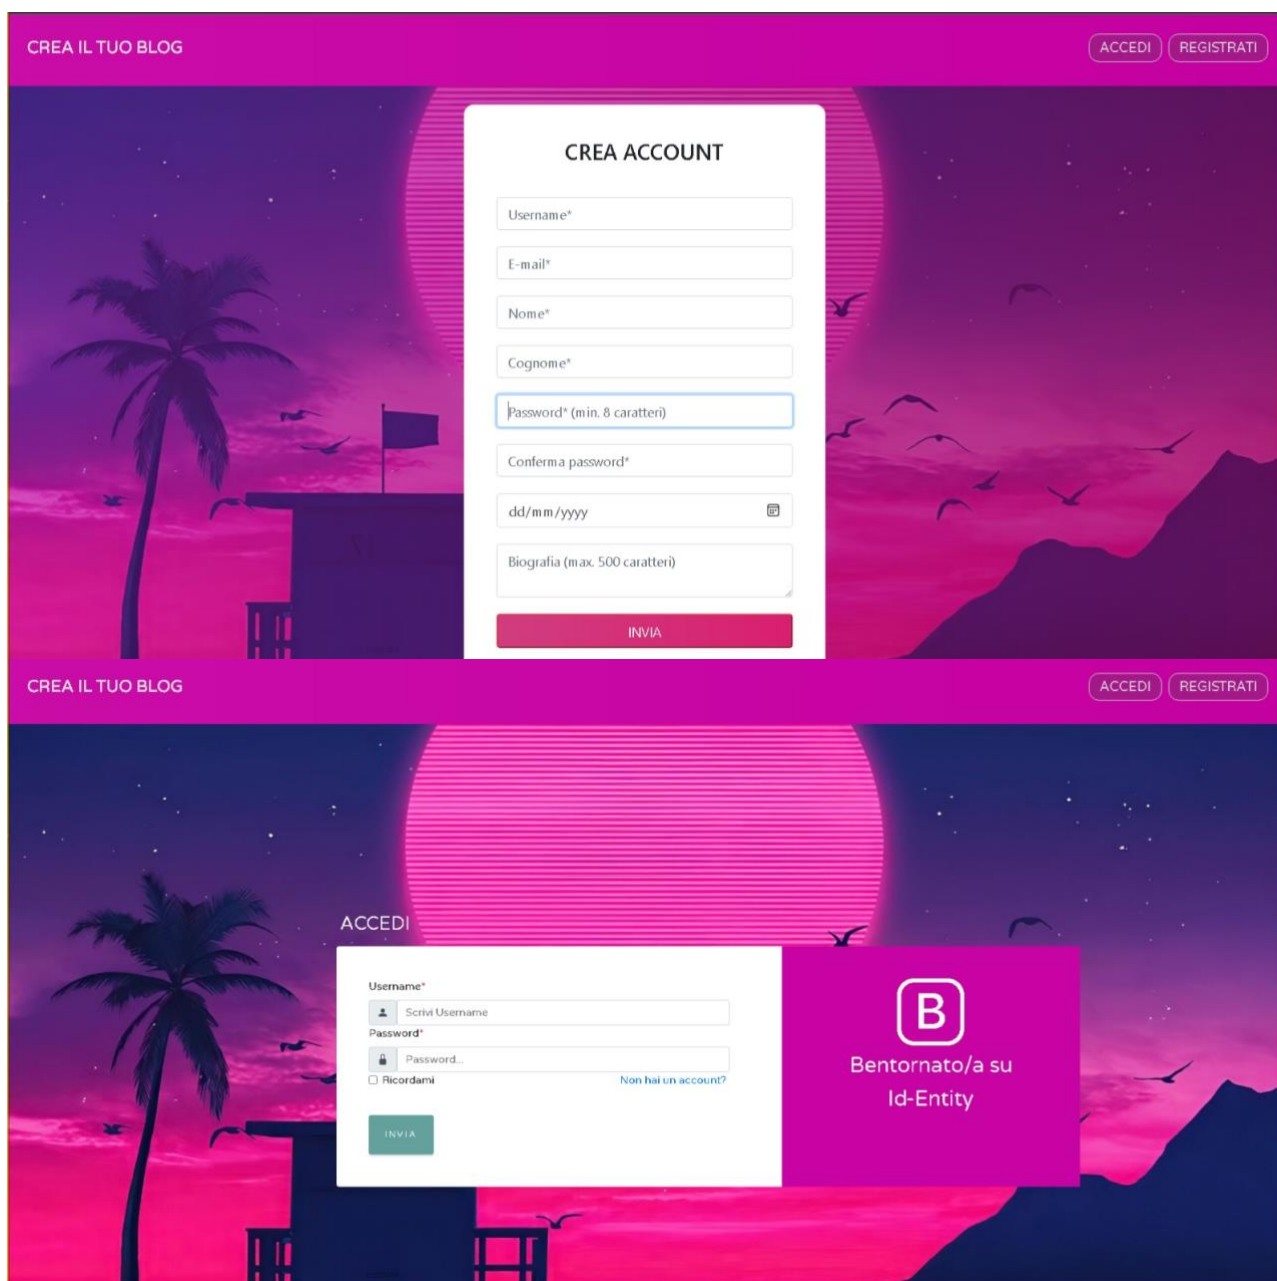 CREA IL TUO BLOG
ACCEDI REGISTRATI
CREA ACCOUNT
Username*
E-mail*
Nome*
Cognome*
Password* (min. 8 caratteri)
Conferma password*
dd/mm/yyyy
Biografia (max. 500 caratteri)
INVIA
CREA IL TUO BLOG
ACCEDI REGISTRATI
ACCEDI
Username*
Scrivi Username
Password*
Password...
Ricordami
Non hai un account?
INVIA
B
Bentornato/a su
Id-Entity